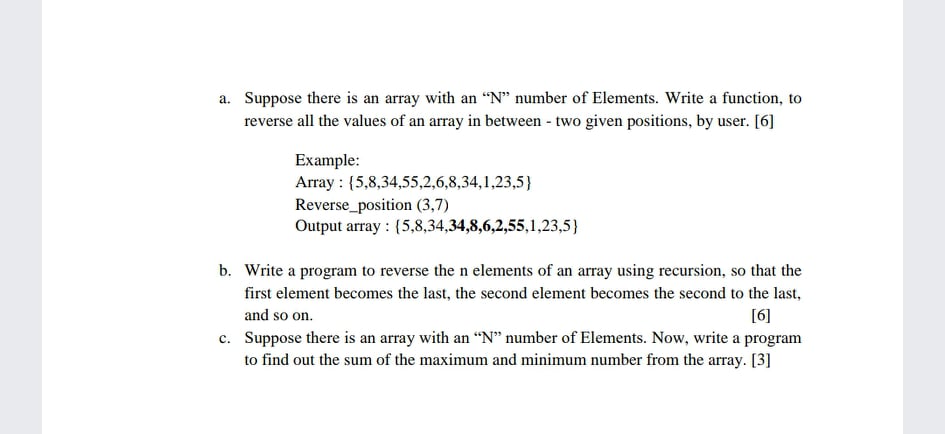 a. Suppose there is an array with an “N” number of Elements. Write a function, to
reverse all the values of an array in between - two given positions, by user. [6]
Example:
Array : {5,8,34,55,2,6,8,34,1,23,5}
Reverse_position (3,7)
Output array : {5,8,34,34,8,6,2,55,1,23,5}
b. Write a program to reverse the n elements of an array using recursion, so that the
first element becomes the last, the second element becomes the second to the last,
and so on. [6]
c. Suppose there is an array with an “N” number of Elements. Now, write a program
to find out the sum of the maximum and minimum number from the array. [3]